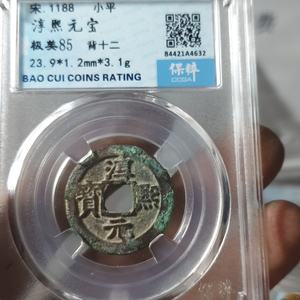 宋.1188 小平
淳熙元宝
极美85 背十二
23.9*1.2mm*3.1g
BAO CUI COINS RATING
84421A4632
保粹
淳熙元寶